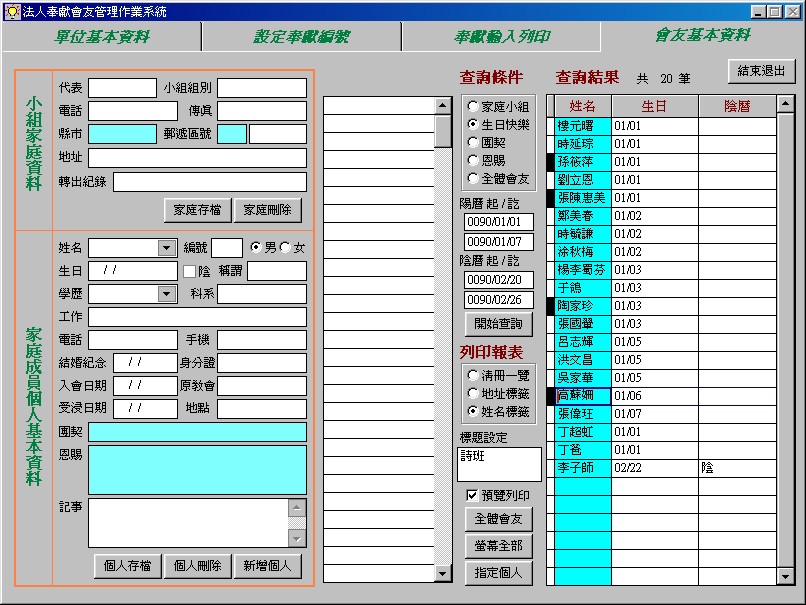 法人奉獻會友管理作業系統
單位基本資料
設定奉獻編號
奉獻輸入列印
會友基本資料
小組家庭資料
代表
小組組別
電話
傳真
縣市
郵遞區號
地址
轉出紀錄
家庭存檔
家庭刪除
家庭成員個人基本資料
姓名
編號
男
女
生日
/ /
陰
稱謂
學歷
科系
工作
電話
手機
結婚紀念
/ /
身分證
入會日期
/ /
原教會
受浸日期
/ /
地點
團契
恩賜
記事
個人存檔
個人刪除
新增個人
查詢條件
家庭小組
生日快樂
團契
恩賜
全體會友
陽曆 起 / 訖
0090/01/01
0090/01/07
陰曆 起 / 訖
0090/02/20
0090/02/26
開始查詢
列印報表
清冊一覽
地址標籤
姓名標籤
標題設定
詩班
預覽列印
全體會友
螢幕全部
指定個人
查詢結果 共 20 筆
結束退出
姓名 生日 陰曆
樓元曙 01/01
時延琮 01/01
孫筱萍 01/01
劉立恩 01/01
張陳惠美 01/01
鄭美春 01/02
時毓謙 01/02
涂秋梅 01/02
楊李蜀芬 01/03
于鴿 01/03
陶家珍 01/03
張國舉 01/03
呂志輝 01/05
洪文昌 01/05
吳家華 01/05
高蘇姍 01/06
張偉玨 01/07
丁超虹 01/01
丁爸 01/01
李子師 02/22 陰